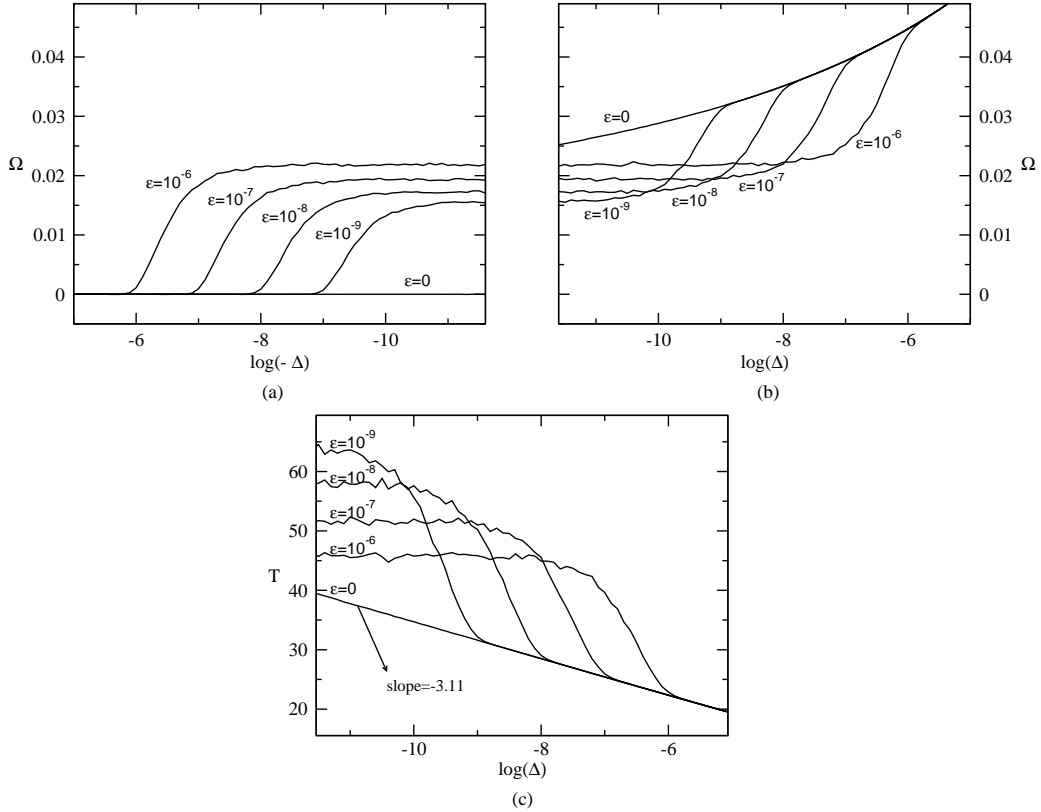 0.04
0.03
0.02
0.01
0
Ω
ε=10⁻⁶
ε=10⁻⁷
ε=10⁻⁸
ε=10⁻⁹
ε=0
-6
-8
-10
log(- Δ)
(a)
ε=0
ε=10⁻⁶
ε=10⁻⁷
ε=10⁻⁸
ε=10⁻⁹
0.04
0.03
0.02
0.01
0
Ω
-10
-8
-6
log(Δ)
(b)
60
50
40
30
20
T
ε=10⁻⁹
ε=10⁻⁸
ε=10⁻⁷
ε=10⁻⁶
ε=0
slope=-3.11
-10
-8
-6
log(Δ)
(c)